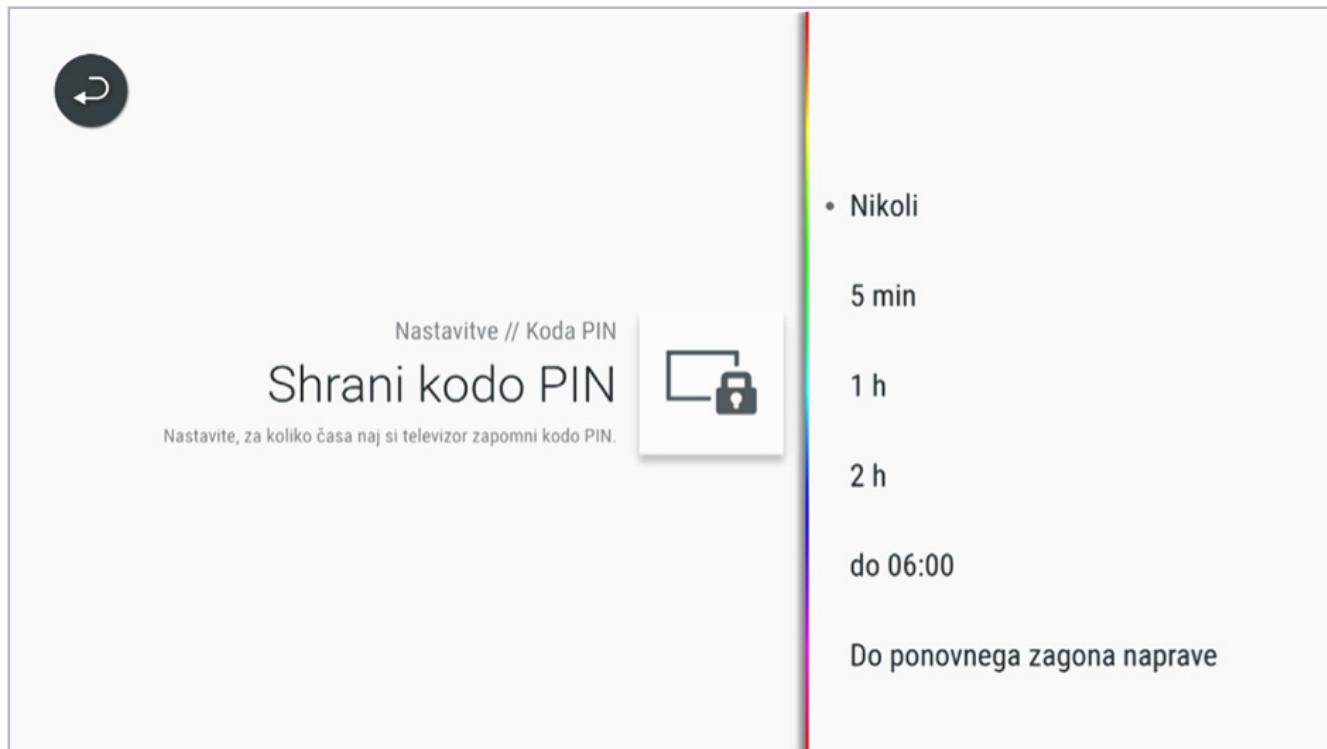 Nastavitve // Koda PIN
Shrani kodo PIN
Nastavite, za koliko časa naj si televizor zapomni kodo PIN.
• Nikoli
5 min
1 h
2 h
do 06:00
Do ponovnega zagona naprave